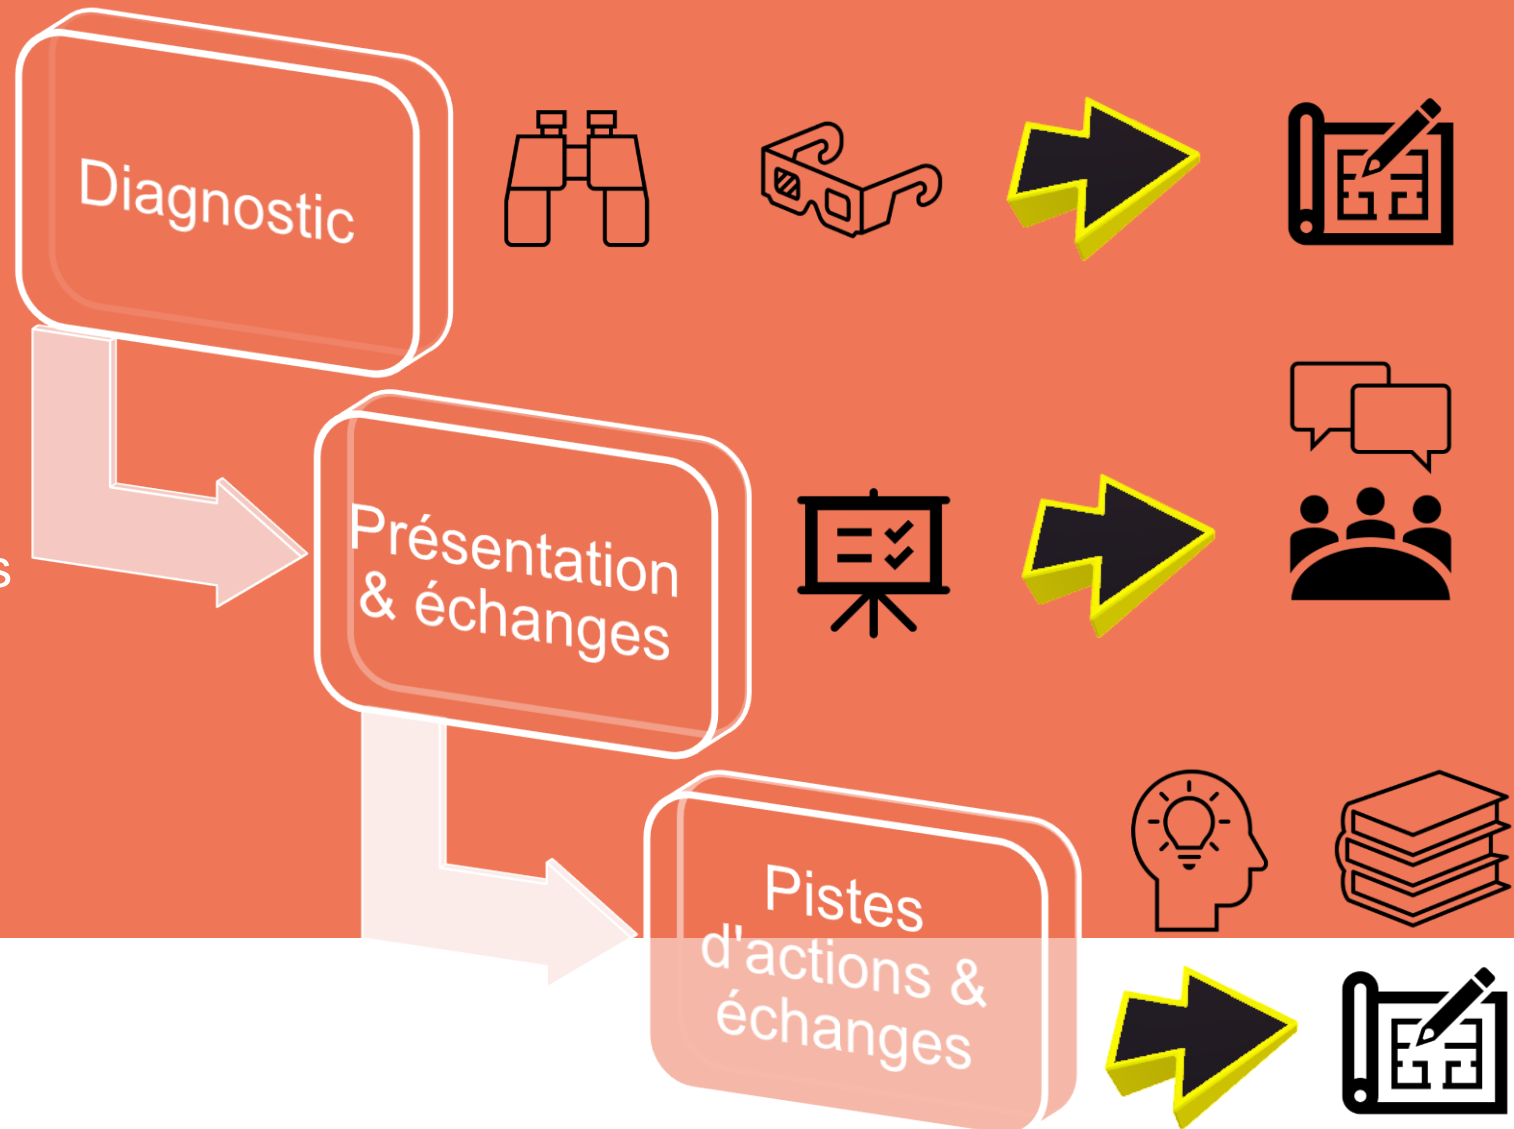 Diagnostic
s
Présentation
& échanges
Pistes
d'actions &
échanges